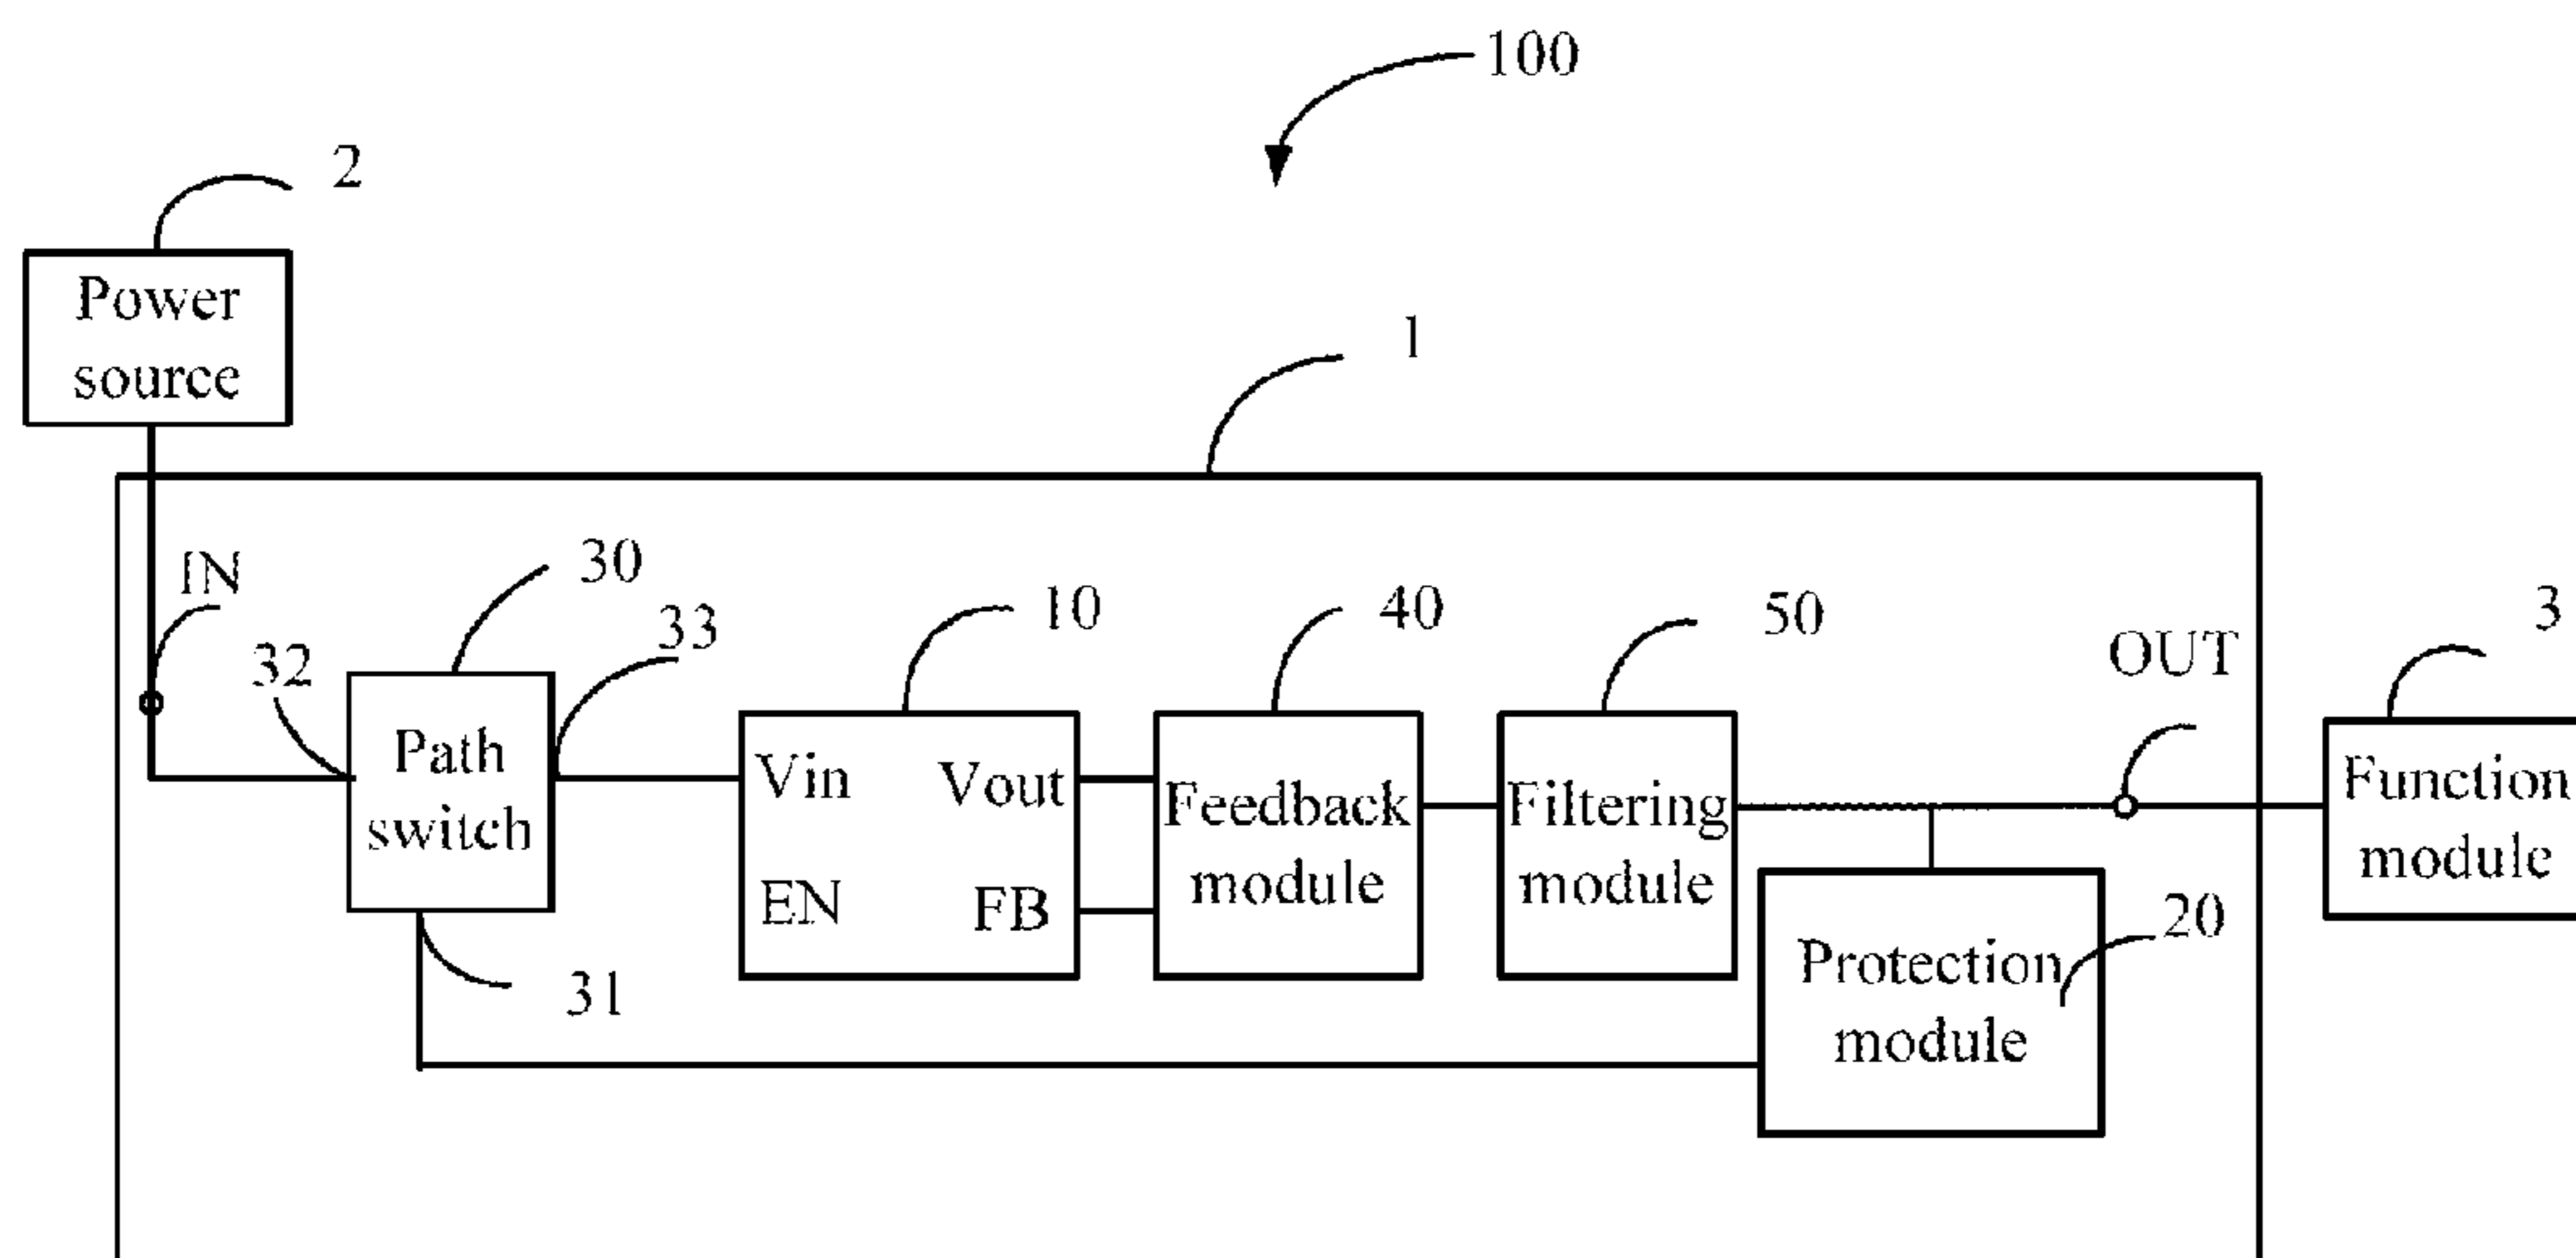 100
2
Power
source
1
IN
30
33
32
10
40
50
OUT
3
Path
switch
Vin
Vout
EN
FB
Feedback
module
Filtering
module
Function
module
31
20
Protection
module